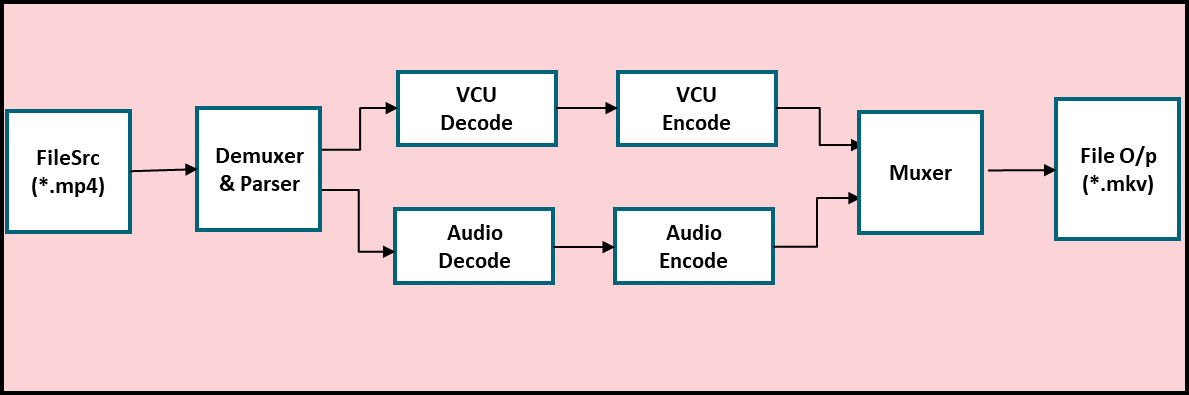 FileSrc
(*.mp4)
Demuxer
& Parser
VCU
Decode
VCU
Encode
Audio
Decode
Audio
Encode
Muxer
File O/p
(*.mkv)